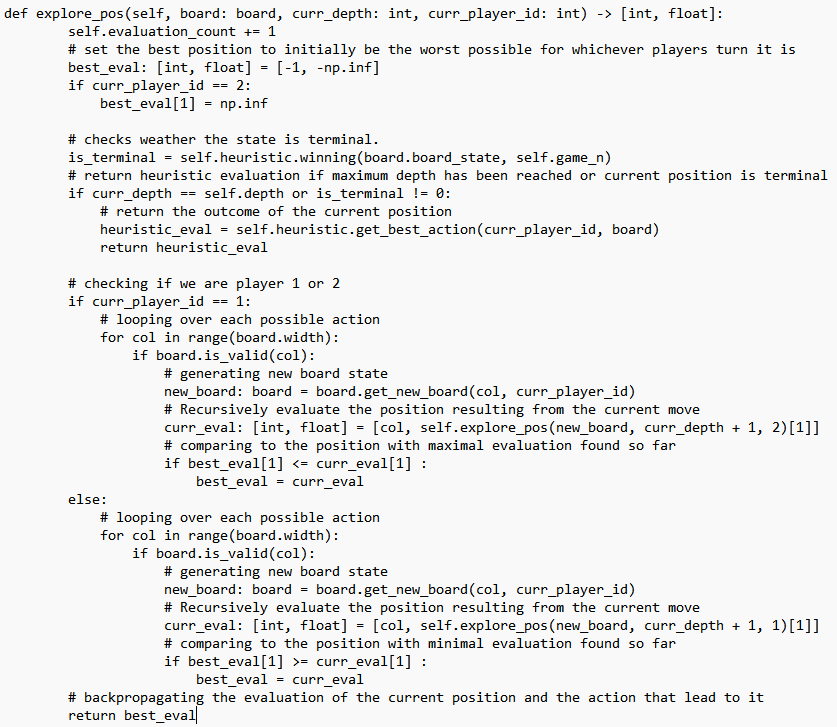 def explore_pos(self, board: board, curr_depth: int, curr_player_id: int) -> [int, float]:
        self.evaluation_count += 1
        # set the best position to initially be the worst possible for whichever players turn it is
        best_eval: [int, float] = [-1, -np.inf]
        if curr_player_id == 2:
            best_eval[1] = np.inf

        # checks weather the state is terminal.
        is_terminal = self.heuristic.winning(board.board_state, self.game_n)
        # return heuristic evaluation if maximum depth has been reached or current position is terminal
        if curr_depth == self.depth or is_terminal != 0:
            # return the outcome of the current position
            heuristic_eval = self.heuristic.get_best_action(curr_player_id, board)
            return heuristic_eval

        # checking if we are player 1 or 2
        if curr_player_id == 1:
            # looping over each possible action
            for col in range(board.width):
                if board.is_valid(col):
                    # generating new board state
                    new_board: board = board.get_new_board(col, curr_player_id)
                    # Recursively evaluate the position resulting from the current move
                    curr_eval: [int, float] = [col, self.explore_pos(new_board, curr_depth + 1, 2)[1]]
                    # comparing to the position with maximal evaluation found so far
                    if best_eval[1] <= curr_eval[1] :
                        best_eval = curr_eval
        else:
            # looping over each possible action
            for col in range(board.width):
                if board.is_valid(col):
                    # generating new board state
                    new_board: board = board.get_new_board(col, curr_player_id)
                    # Recursively evaluate the position resulting from the current move
                    curr_eval: [int, float] = [col, self.explore_pos(new_board, curr_depth + 1, 1)[1]]
                    # comparing to the position with minimal evaluation found so far
                    if best_eval[1] >= curr_eval[1] :
                        best_eval = curr_eval
        # backpropagating the evaluation of the current position and the action that lead to it
        return best_eval